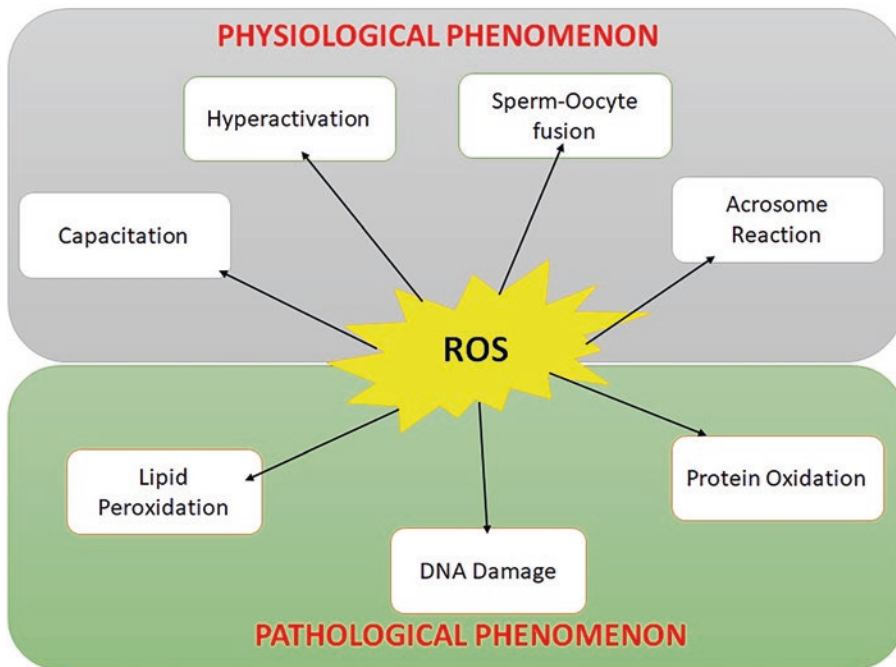 PHYSIOLOGICAL PHENOMENON
Hyperactivation
Sperm-Oocyte
fusion
Capacitation
Acrosome
Reaction
ROS
Lipid
Peroxidation
Protein Oxidation
DNA Damage
PATHOLOGICAL PHENOMENON